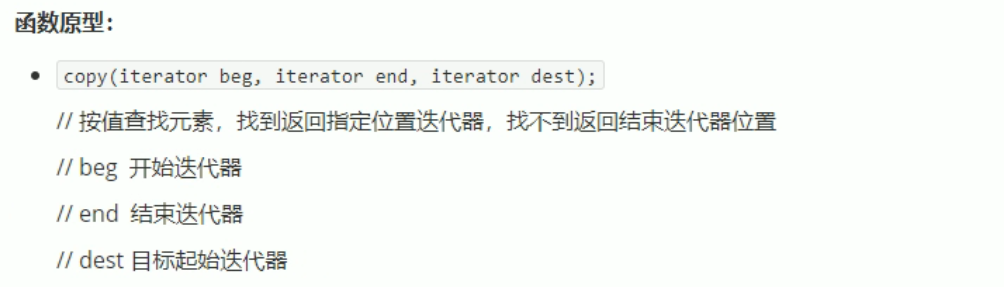 函数原型：
copy(iterator beg, iterator end, iterator dest);
// 按值查找元素，找到返回指定位置迭代器，找不到返回结束迭代器位置
// beg 开始迭代器
// end 结束迭代器
// dest 目标起始迭代器